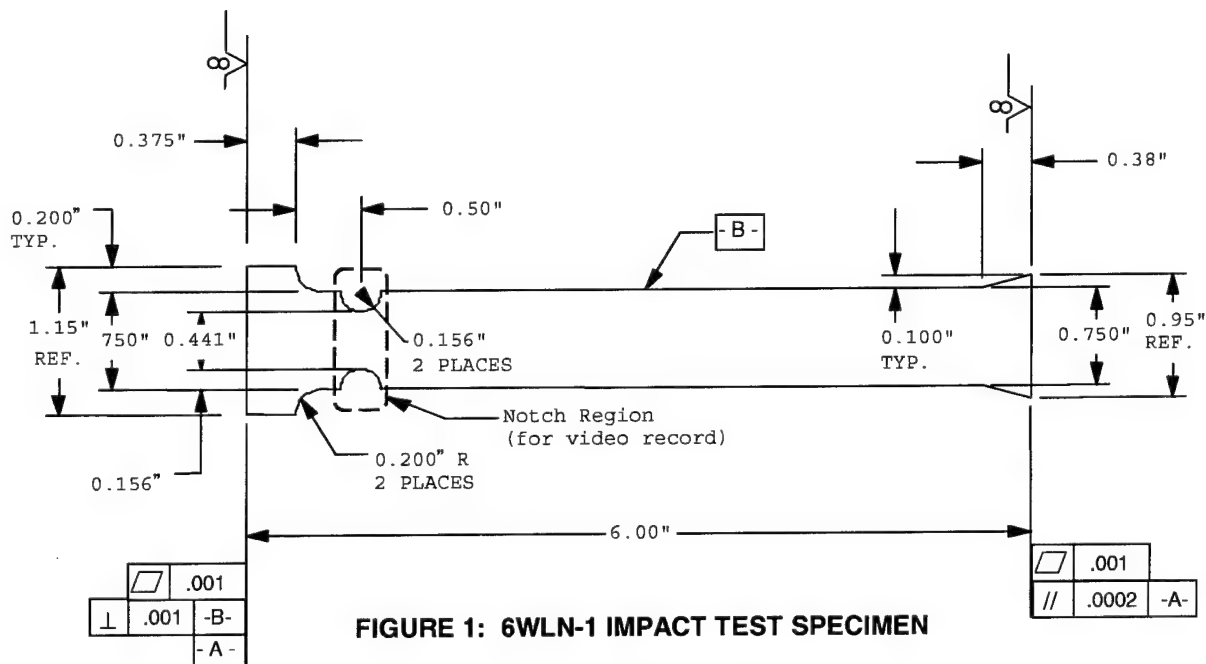 8
8
0.375"
0.38"
0.200"
TYP.
0.50"
- B -
1.15"
REF.
750"
0.441"
0.156"
2 PLACES
0.100"
TYP.
0.750"
0.95"
REF.
Notch Region
(for video record)
0.200" R
2 PLACES
0.156"
6.00"
.001
⊥ .001 -B-
- A -
.001
// .0002 -A-
FIGURE 1: 6WLN-1 IMPACT TEST SPECIMEN